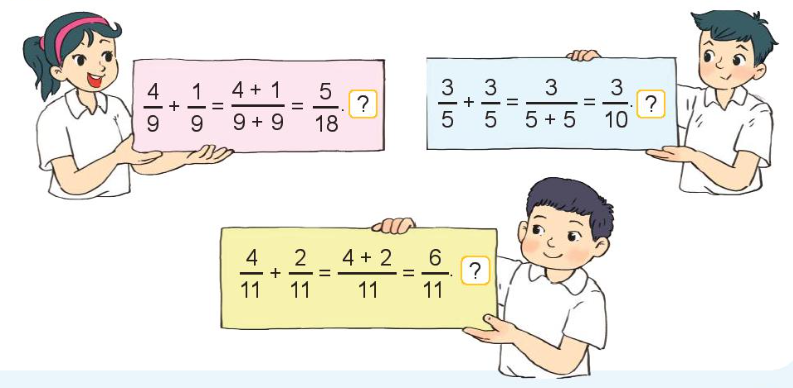 4/9 + 1/9 = (4 + 1)/(9 + 9) = 5/18. ?
3/5 + 3/5 = 3/(5 + 5) = 3/10. ?
4/11 + 2/11 = (4 + 2)/11 = 6/11. ?